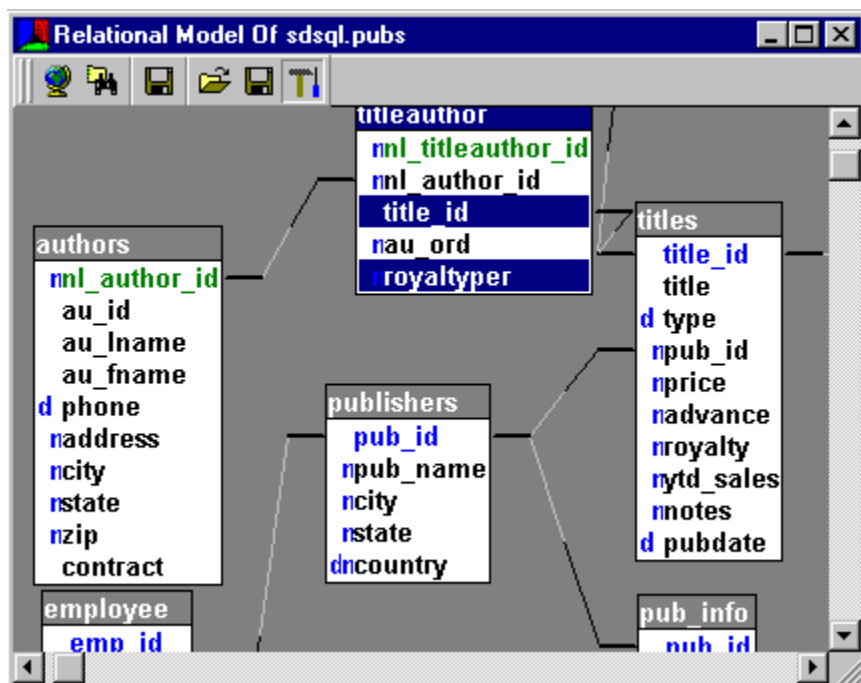 Relational Model Of sdsql.pubs
titleauthor
nnl_titleauthor_id
nnl_author_id
title_id
nau_ord
nroyaltyper
authors
nnl_author_id
au_id
au_lname
au_fname
d phone
naddress
ncity
nstate
nzip
contract
titles
title_id
title
d type
npub_id
nprice
nadvance
nroyalty
nytd_sales
nnotes
d pubdate
publishers
pub_id
npub_name
ncity
nstate
dncountry
employee
emp_id
pub_info
pub_id